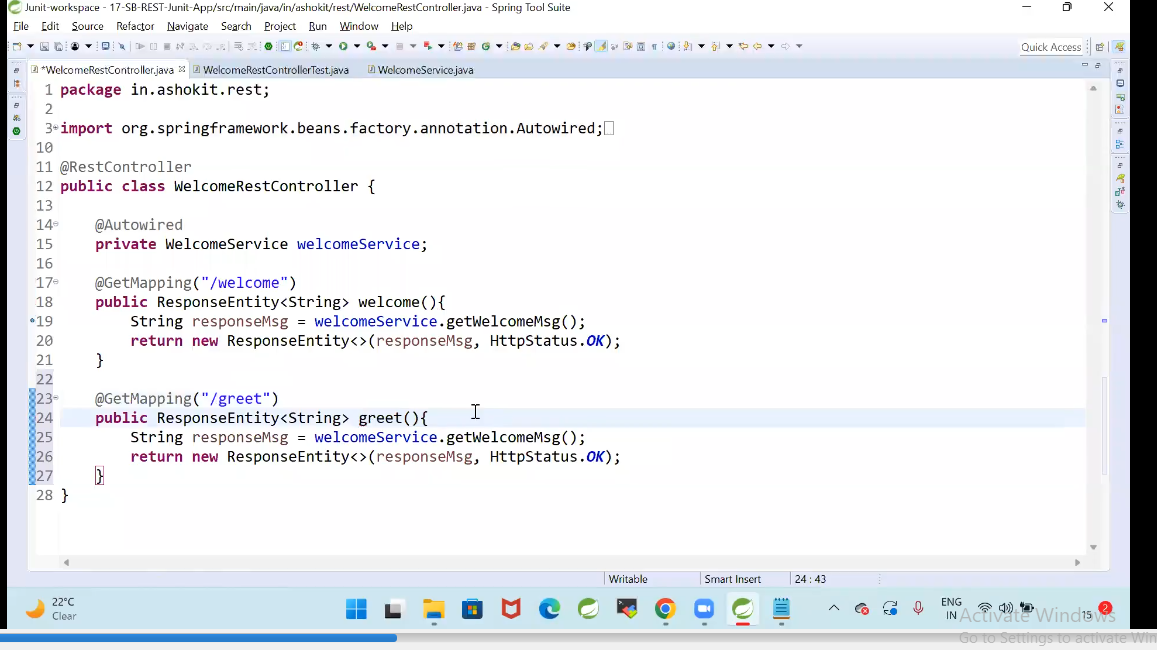 Junit-workspace - 17-SB-REST-Junit-App/src/main/java/in/ashokit/rest/WelcomeRestController.java - Spring Tool Suite
File Edit Source Refactor Navigate Search Project Run Window Help
Quick Access
*WelcomeRestController.java WelcomeRestControllerTest.java WelcomeService.java
1 package in.ashokit.rest;
2
3 import org.springframework.beans.factory.annotation.Autowired;
10
11 @RestController
12 public class WelcomeRestController {
13
14 @Autowired
15 private WelcomeService welcomeService;
16
17 @GetMapping("/welcome")
18 public ResponseEntity<String> welcome(){
19 String responseMsg = welcomeService.getWelcomeMsg();
20 return new ResponseEntity<>(responseMsg, HttpStatus.OK);
21 }
22
23 @GetMapping("/greet")
24 public ResponseEntity<String> greet(){
25 String responseMsg = welcomeService.getWelcomeMsg();
26 return new ResponseEntity<>(responseMsg, HttpStatus.OK);
27 }
28 }
Writable Smart Insert 24 : 43
22°C
Clear
ENG
IN
15
2
Activate Windows
Go to Settings to activate Win